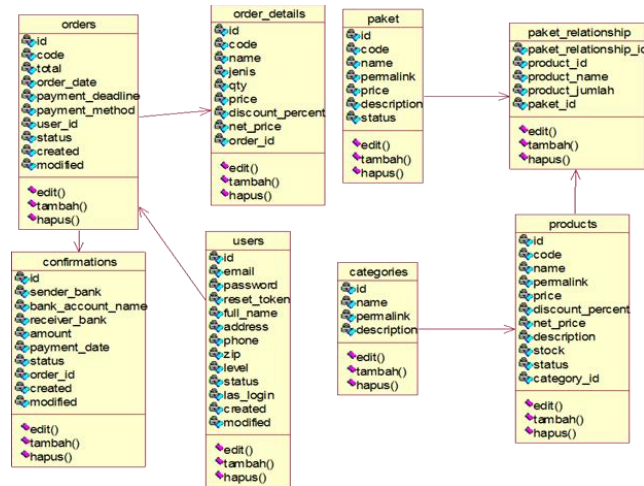 orders
id
code
total
order_date
payment_deadline
payment_method
user_id
status
created
modified
edit()
tambah()
hapus()
order_details
id
code
name
jenis
qty
price
discount_percent
net_price
order_id
edit()
tambah()
hapus()
paket
id
code
name
permalink
price
description
status
edit()
tambah()
hapus()
paket_relationship
paket_relationship_id
product_id
product_name
product_jumlah
paket_id
edit()
tambah()
hapus()
confirmations
id
sender_bank
bank_account_name
receiver_bank
amount
payment_date
status
order_id
created
modified
edit()
tambah()
hapus()
users
id
email
password
reset_token
full_name
address
phone
zip
level
status
las_login
created
modified
edit()
tambah()
hapus()
categories
id
name
permalink
description
edit()
tambah()
hapus()
products
id
code
name
permalink
price
discount_percent
net_price
description
stock
status
category_id
edit()
tambah()
hapus()